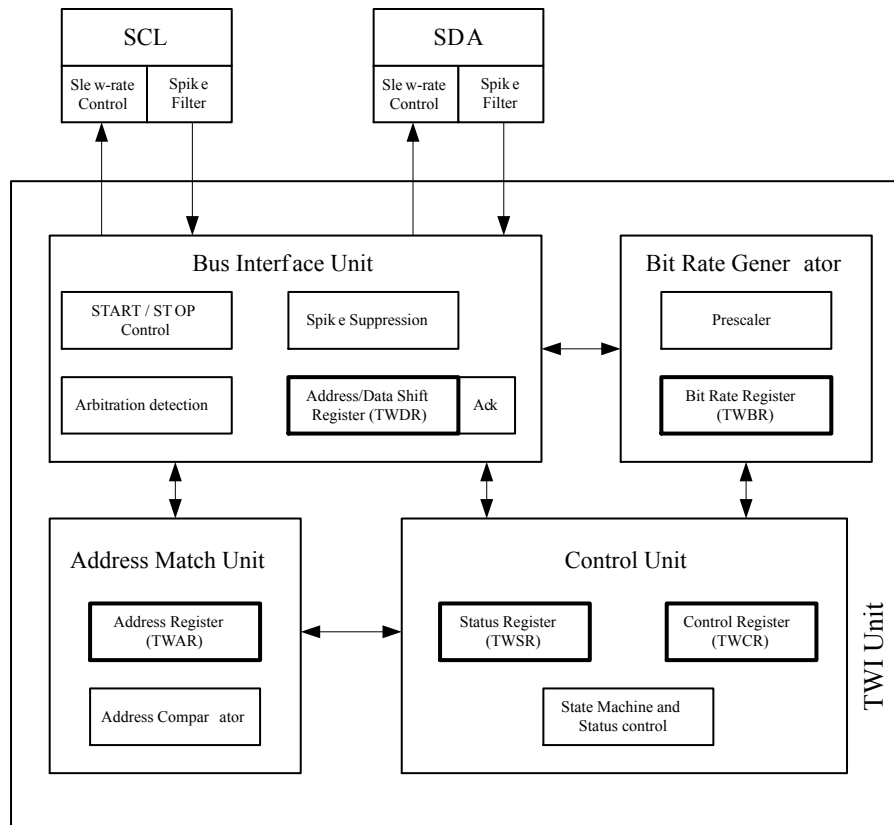 SCL
SDA
Slew-rate
Control
Spike
Filter
Slew-rate
Control
Spike
Filter
Bus Interface Unit
START / STOP
Control
Spike Suppression
Arbitration detection
Address/Data Shift
Register (TWDR)
Ack
Bit Rate Generator
Prescaler
Bit Rate Register
(TWBR)
Address Match Unit
Address Register
(TWAR)
Address Comparator
Control Unit
Status Register
(TWSR)
Control Register
(TWCR)
State Machine and
Status control
TWI Unit